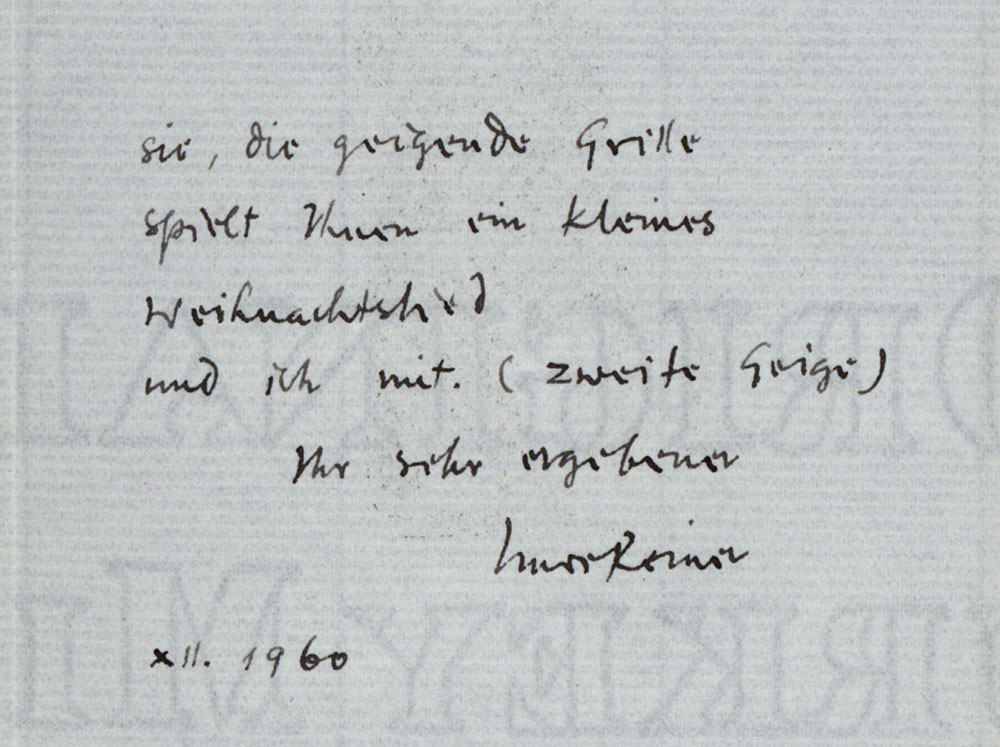 sie, die geigende Grille
spielt Ihnen ein kleines
Weihnachtslied
und ich mit. (zweite Geige)
Ihr sehr ergebener
XII. 1960